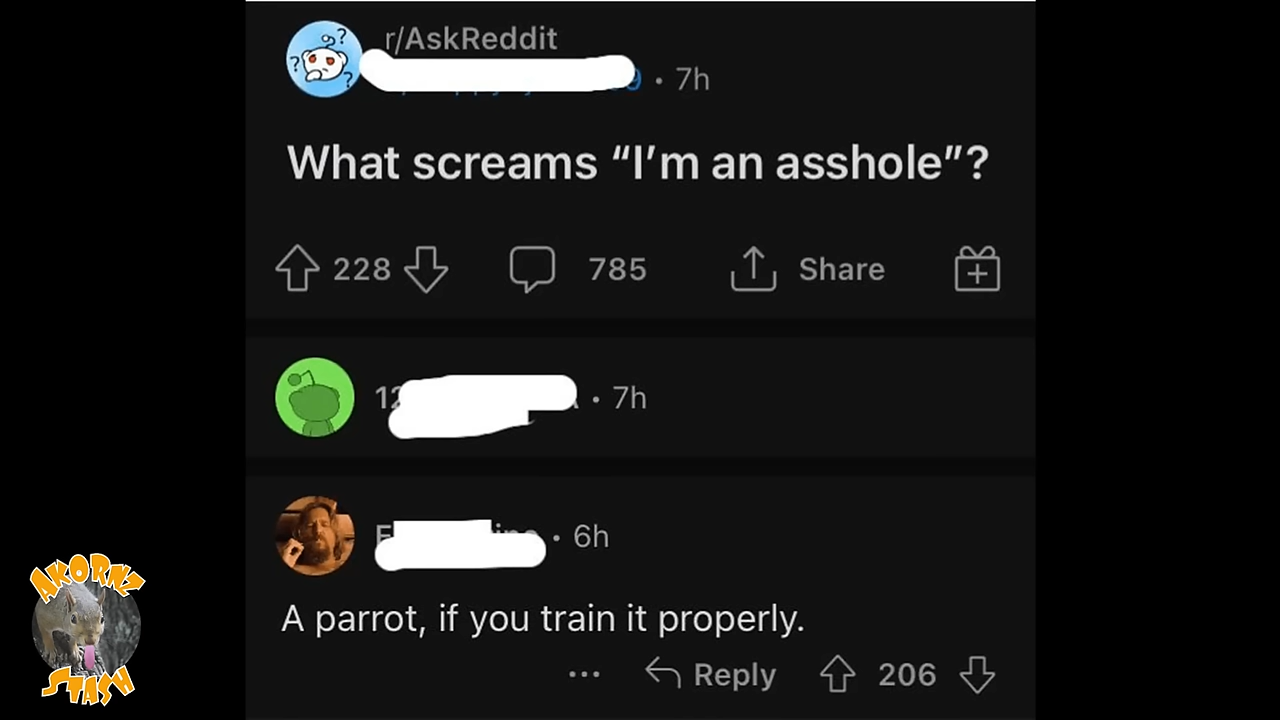 r/AskReddit
• 7h
What screams “I’m an asshole”?
228
785
Share
• 7h
• 6h
A parrot, if you train it properly.
... Reply 206
AKORNZ
STASH